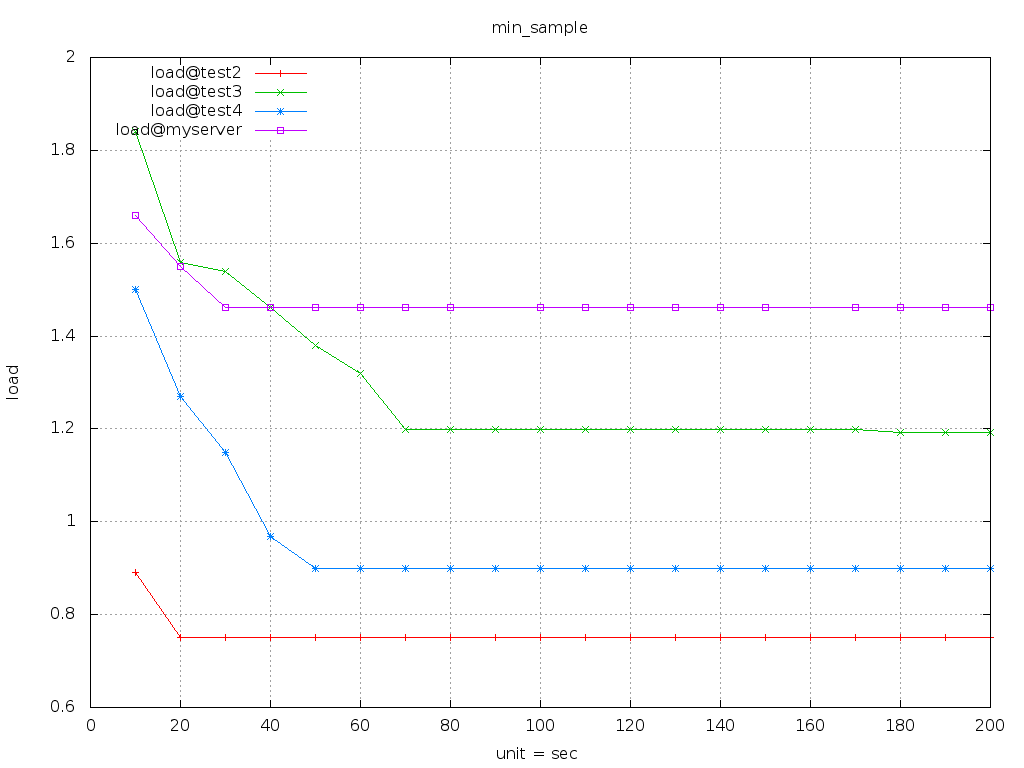 min_sample
load@test2
load@test3
load@test4
load@myserver
2
1.8
1.6
1.4
1.2
1
0.8
0.6
load
0 20 40 60 80 100 120 140 160 180 200
unit = sec